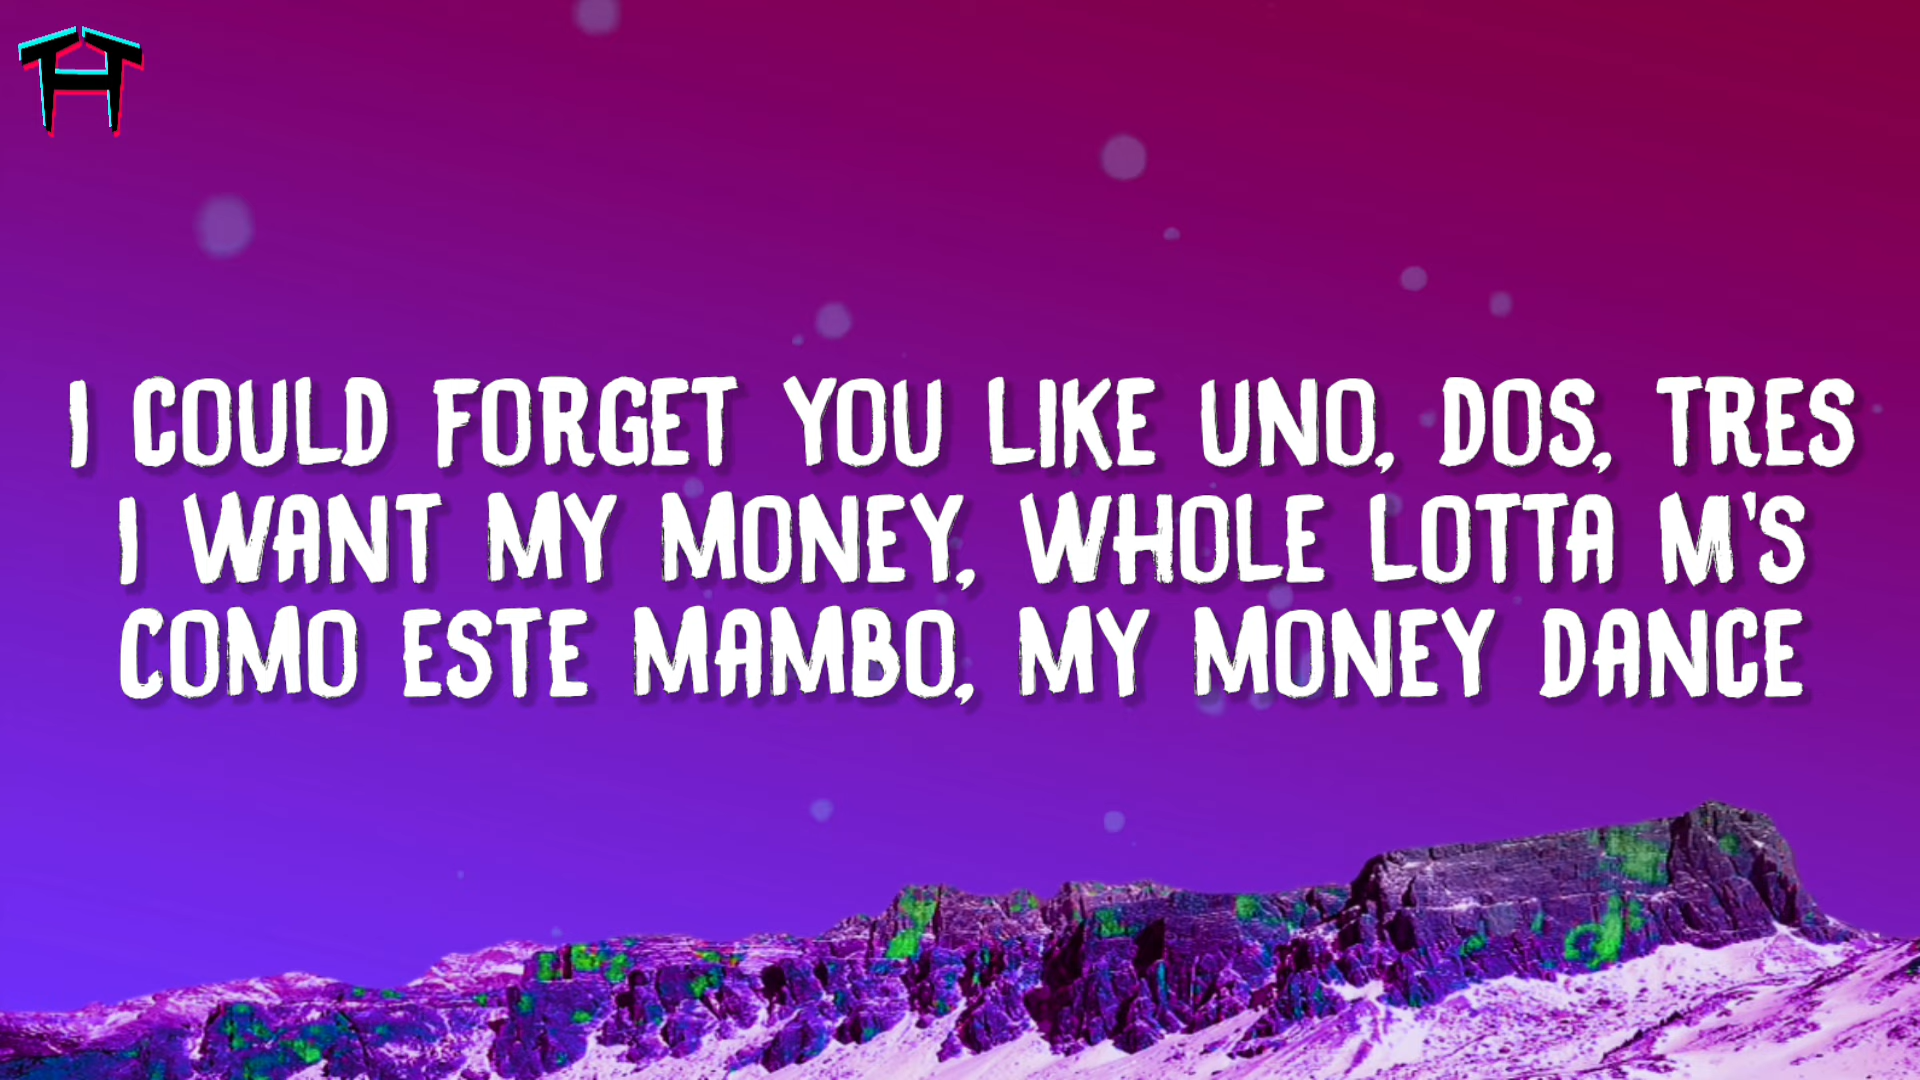 I COULD FORGET YOU LIKE UNO, DOS, TRES
I WANT MY MONEY, WHOLE LOTTA M'S
COMO ESTE MAMBO, MY MONEY DANCE